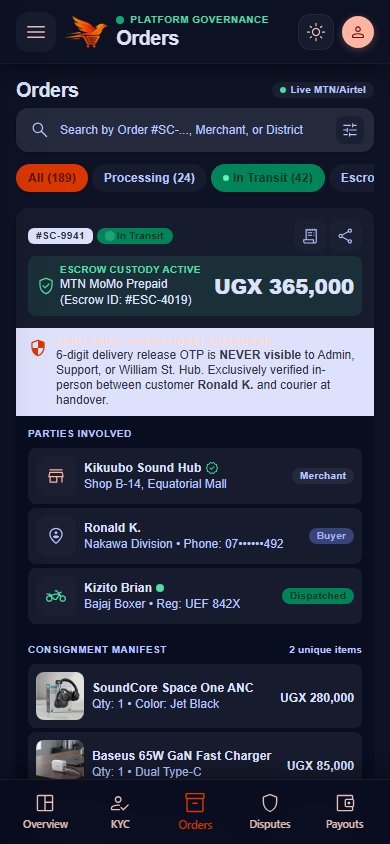 PLATFORM GOVERNANCE
Orders
Orders
Live MTN/Airtel
Search by Order #SC-..., Merchant, or District
All (189)
Processing (24)
In Transit (42)
Escro
#SC-9941
In Transit
ESCROW CUSTODY ACTIVE
MTN MoMo Prepaid
(Escrow ID: #ESC-4019)
UGX 365,000
6-digit delivery release OTP is NEVER visible to Admin,
Support, or William St. Hub. Exclusively verified in-
person between customer Ronald K. and courier at
handover.
PARTIES INVOLVED
Kikuubo Sound Hub
Shop B-14, Equatorial Mall
Merchant
Ronald K.
Nakawa Division • Phone: 07••••••492
Buyer
Kizito Brian
Bajaj Boxer • Reg: UEF 842X
Dispatched
CONSIGNMENT MANIFEST
2 unique items
SoundCore Space One ANC
Qty: 1 • Color: Jet Black
UGX 280,000
Baseus 65W GaN Fast Charger
Qty: 1 • Dual Type-C
UGX 85,000
Overview
KYC
Orders
Disputes
Payouts